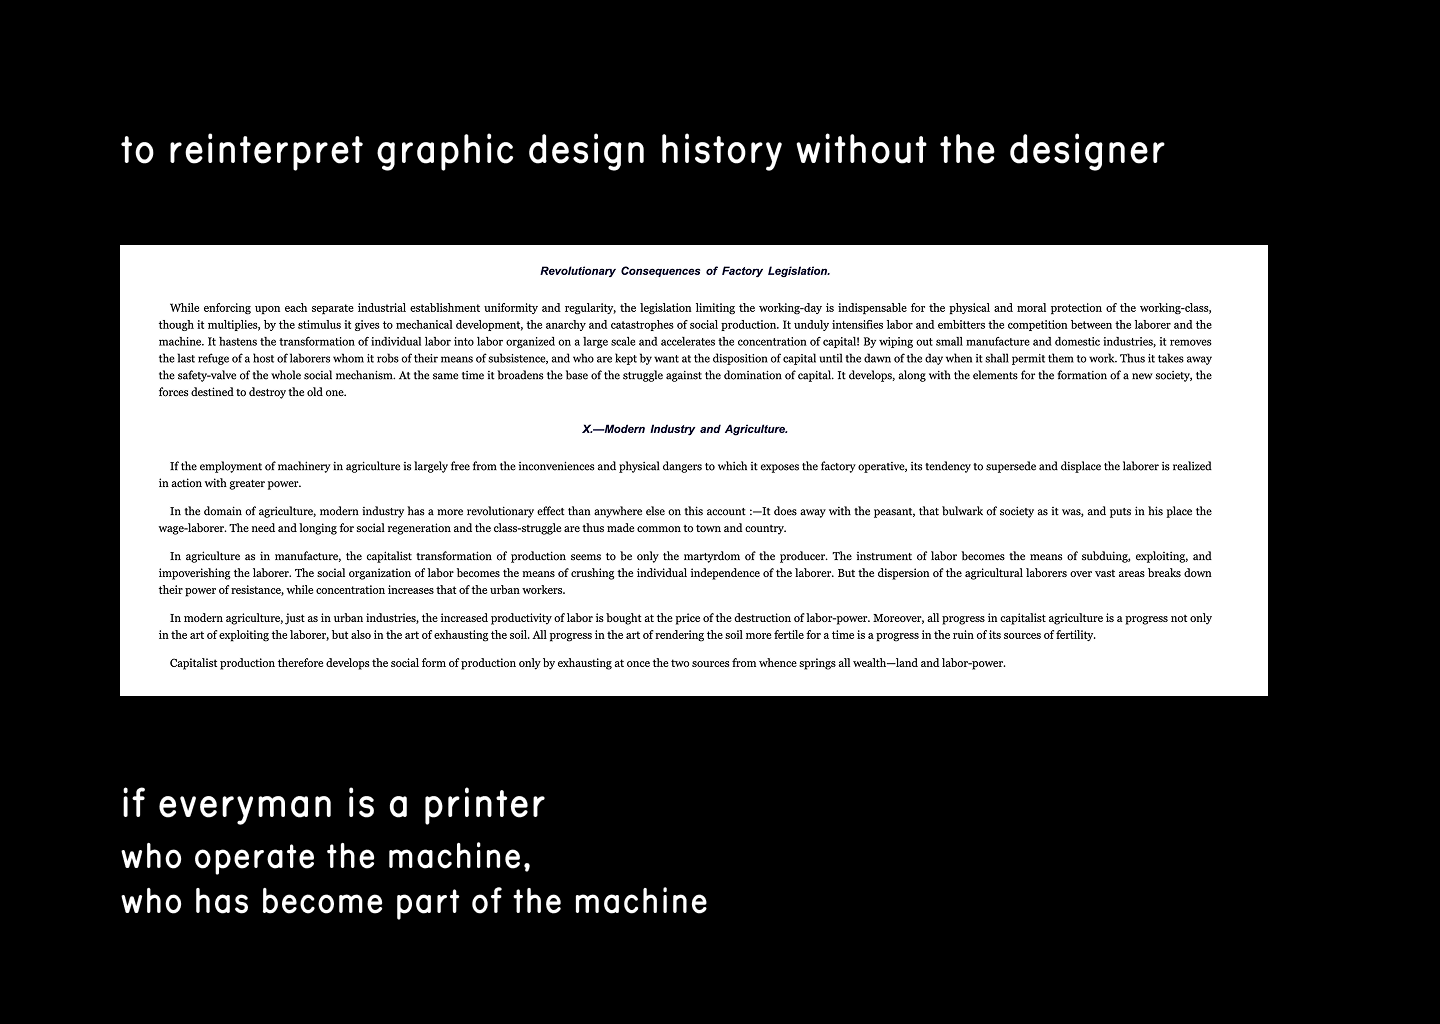 to reinterpret graphic design history without the designer
Revolutionary Consequences of Factory Legislation.
While enforcing upon each separate industrial establishment uniformity and regularity, the legislation limiting the working-day is indispensable for the physical and moral protection of the working-class,
though it multiplies, by the stimulus it gives to mechanical development, the anarchy and catastrophes of social production. It unduly intensifies labor and embitters the competition between the laborer and the
machine. It hastens the transformation of individual labor into labor organized on a large scale and accelerates the concentration of capital! By wiping out small manufacture and domestic industries, it removes
the last refuge of a host of laborers whom it robs of their means of subsistence, and who are kept by want at the disposition of capital until the dawn of the day when it shall permit them to work. Thus it takes away
the safety-valve of the whole social mechanism. At the same time it broadens the base of the struggle against the domination of capital. It develops, along with the elements for the formation of a new society, the
forces destined to destroy the old one.
X.—Modern Industry and Agriculture.
If the employment of machinery in agriculture is largely free from the inconveniences and physical dangers to which it exposes the factory operative, its tendency to supersede and displace the laborer is realized
in action with greater power.
In the domain of agriculture, modern industry has a more revolutionary effect than anywhere else on this account :—It does away with the peasant, that bulwark of society as it was, and puts in his place the
wage-laborer. The need and longing for social regeneration and the class-struggle are thus made common to town and country.
In agriculture as in manufacture, the capitalist transformation of production seems to be only the martyrdom of the producer. The instrument of labor becomes the means of subduing, exploiting, and
impoverishing the laborer. The social organization of labor becomes the means of crushing the individual independence of the laborer. But the dispersion of the agricultural laborers over vast areas breaks down
their power of resistance, while concentration increases that of the urban workers.
In modern agriculture, just as in urban industries, the increased productivity of labor is bought at the price of the destruction of labor-power. Moreover, all progress in capitalist agriculture is a progress not only
in the art of exploiting the laborer, but also in the art of exhausting the soil. All progress in the art of rendering the soil more fertile for a time is a progress in the ruin of its sources of fertility.
Capitalist production therefore develops the social form of production only by exhausting at once the two sources from whence springs all wealth—land and labor-power.
if everyman is a printer
who operate the machine,
who has become part of the machine